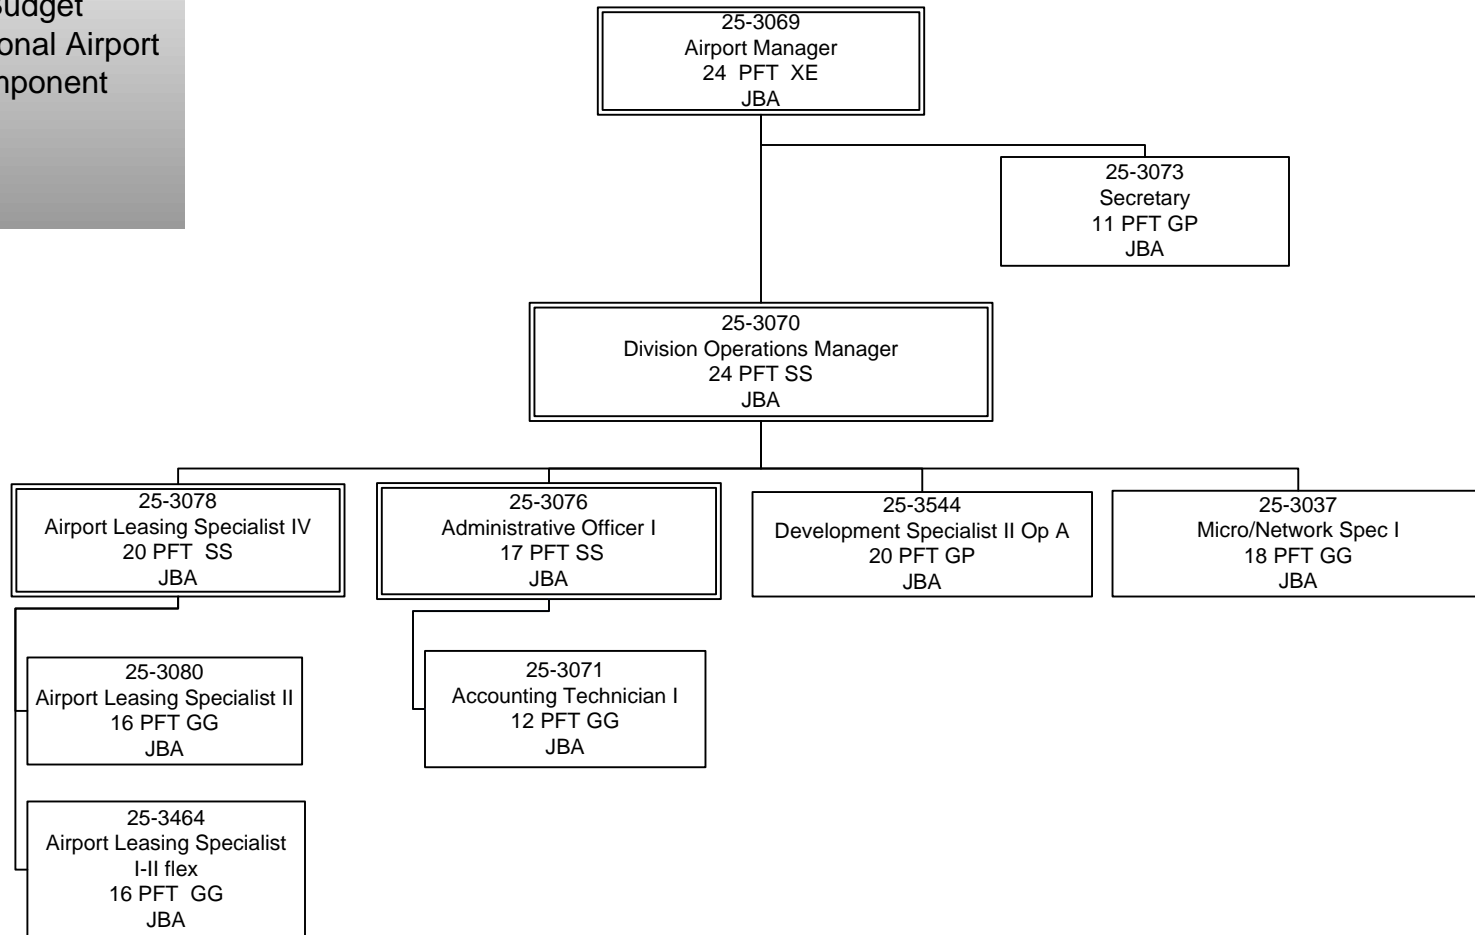 Budget
onal Airport
mponent
25-3069
Airport Manager
24 PFT XE
JBA
25-3073
Secretary
11 PFT GP
JBA
25-3070
Division Operations Manager
24 PFT SS
JBA
25-3078
Airport Leasing Specialist IV
20 PFT SS
JBA
25-3076
Administrative Officer I
17 PFT SS
JBA
25-3544
Development Specialist II Op A
20 PFT GP
JBA
25-3037
Micro/Network Spec I
18 PFT GG
JBA
25-3080
Airport Leasing Specialist II
16 PFT GG
JBA
25-3071
Accounting Technician I
12 PFT GG
JBA
25-3464
Airport Leasing Specialist
I-II flex
16 PFT GG
JBA